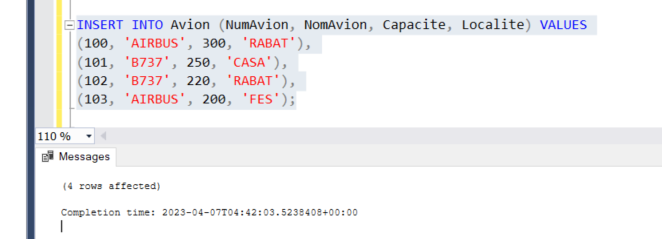 INSERT INTO Avion (NumAvion, NomAvion, Capacite, Localite) VALUES
(100, 'AIRBUS', 300, 'RABAT'),
(101, 'B737', 250, 'CASA'),
(102, 'B737', 220, 'RABAT'),
(103, 'AIRBUS', 200, 'FES');
110 %
Messages
(4 rows affected)
Completion time: 2023-04-07T04:42:03.5238408+00:00